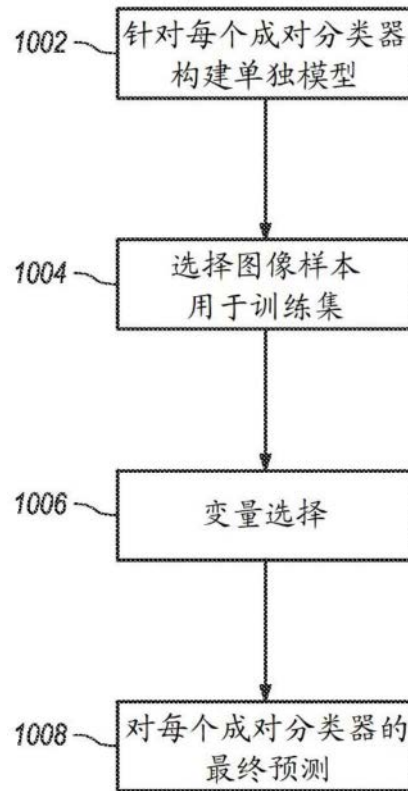 1002
针对每个成对分类器
构建单独模型
1004
选择图像样本
用于训练集
1006
变量选择
1008
对每个成对分类器的
最终预测